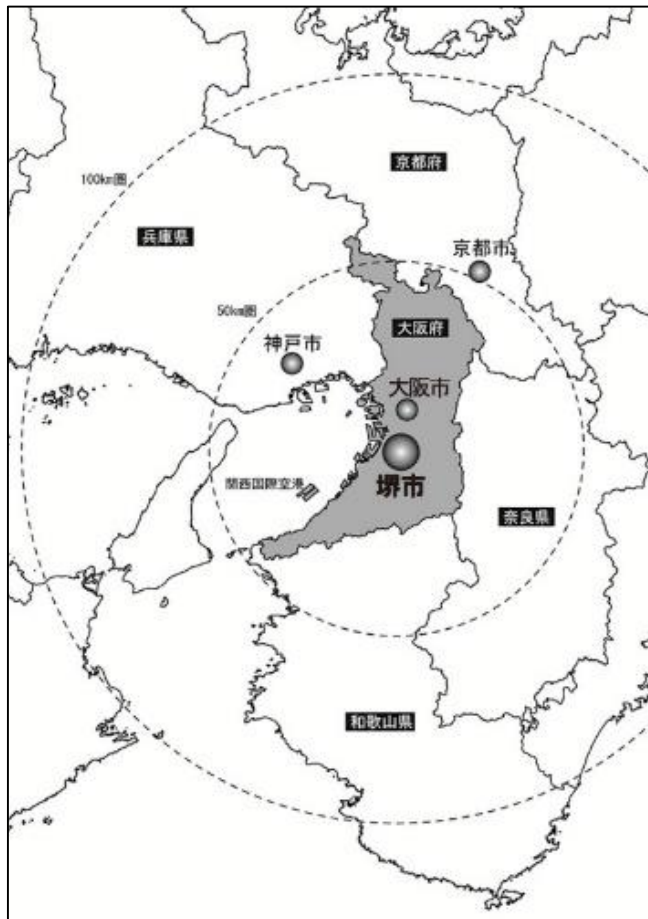 京都府
100km圏
兵庫県
京都市
50km圏
大阪府
神戸市
大阪市
関西国際空港
堺市
奈良県
和歌山県